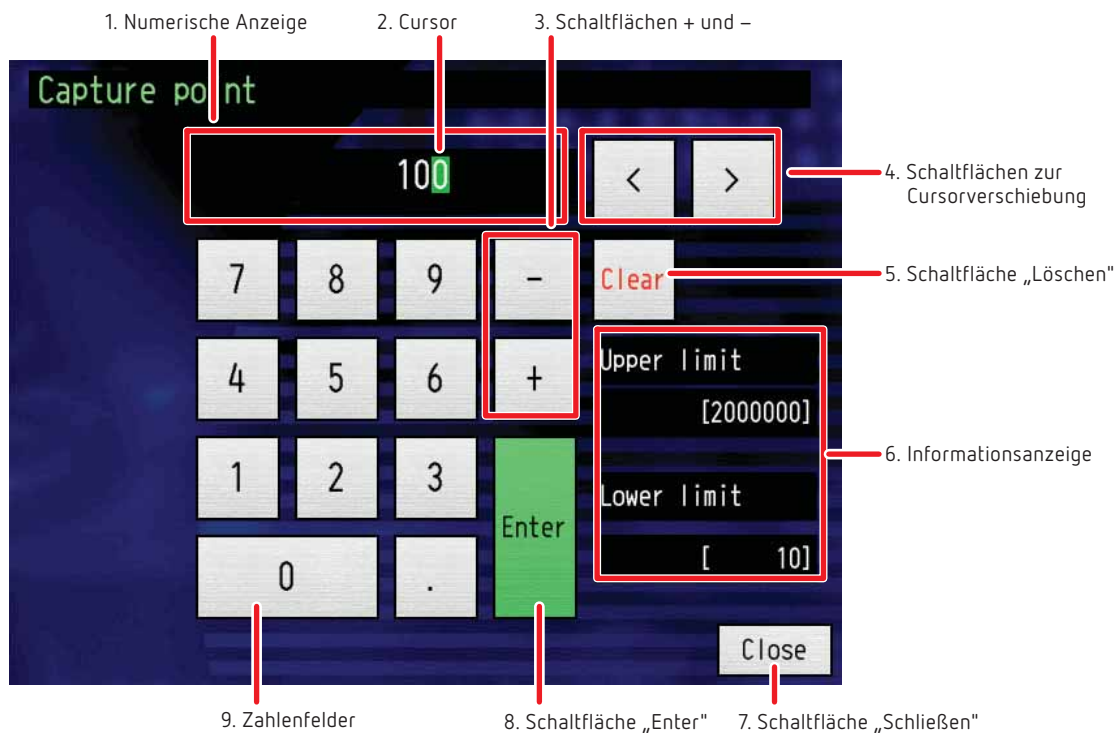 1. Numerische Anzeige
2. Cursor
3. Schaltflächen + und –
Capture point
100
< >
4. Schaltflächen zur
Cursorverschiebung
7 8 9 - Clear
5. Schaltfläche „Löschen"
4 5 6 +
Upper limit
[2000000]
6. Informationsanzeige
1 2 3 Enter
Lower limit
[ 10]
0 .
Close
9. Zahlenfelder
8. Schaltfläche „Enter"
7. Schaltfläche „Schließen"